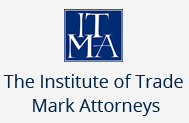 IT
MA
The Institute of Trade
Mark Attorneys